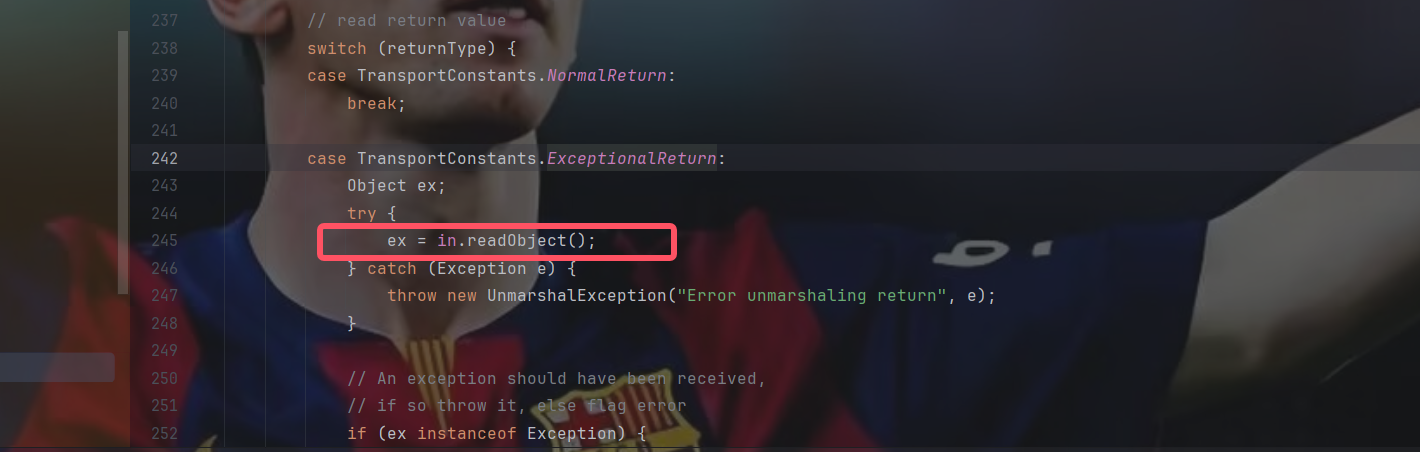 237 // read return value
238 switch (returnType) {
239 case TransportConstants.NormalReturn:
240 break;
241
242 case TransportConstants.ExceptionalReturn:
243 Object ex;
244 try {
245 ex = in.readObject();
246 } catch (Exception e) {
247 throw new UnmarshalException("Error unmarshaling return", e);
248 }
249
250 // An exception should have been received,
251 // if so throw it, else flag error
252 if (ex instanceof Exception) {